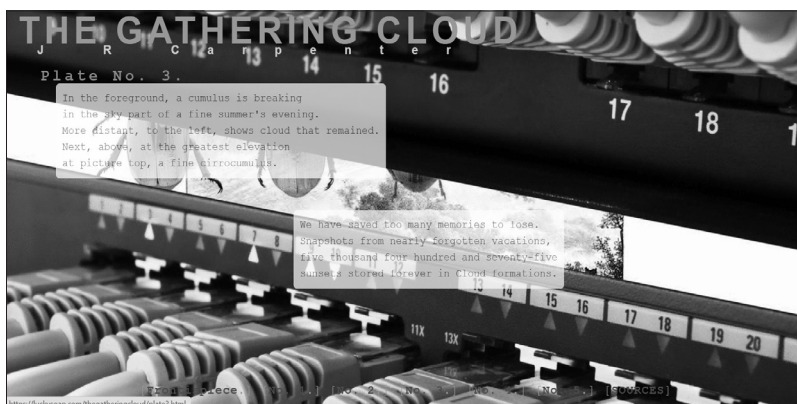 THE GATHERING CLOUD
J R Carpenter
Plate No. 3.
In the foreground, a cumulus is breaking
in the sky part of a fine summer's evening.
More distant, to the left, shows cloud that remained.
Next, above, at the greatest elevation
at picture top, a fine cirrocumulus.
We have saved too many memories to lose.
Snapshots from nearly forgotten vacations,
five thousand four hundred and seventy-five
sunsets stored forever in Cloud formations.
11 12 13 14 15 16 17 18
1 2 3 4 5 6 7 8
11 12 13 14 15 16 17 18 19 20
11X 13X
[SOURCES]